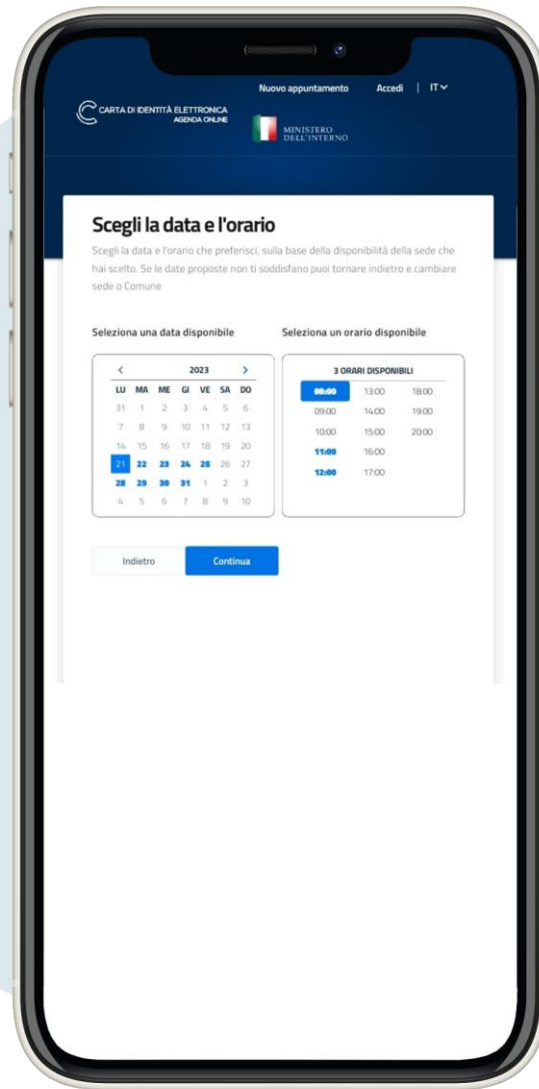 Nuovo appuntamento Accedi | IT
CARTA DI IDENTITÀ ELETTRONICA
AGENDA ONLINE
MINISTERO
DELL'INTERNO
Scegli la data e l'orario
Scegli la data e l'orario che preferisci, sulla base della disponibilità della sede che
hai scelto. Se le date proposte non ti soddisfano puoi tornare indietro e cambiare
sede o Comune
Seleziona una data disponibile
< 2023 >
LU MA ME GI VE SA DO
31 1 2 3 4 5 6
7 8 9 10 11 12 13
14 15 16 17 18 19 20
21 22 23 24 25 26 27
28 29 30 31 1 2 3
4 5 6 7 8 9 10
Seleziona un orario disponibile
3 ORARI DISPONIBILI
08:00 13:00 18:00
09:00 14:00 19:00
10:00 15:00 20:00
11:00 16:00
12:00 17:00
Indietro Continua